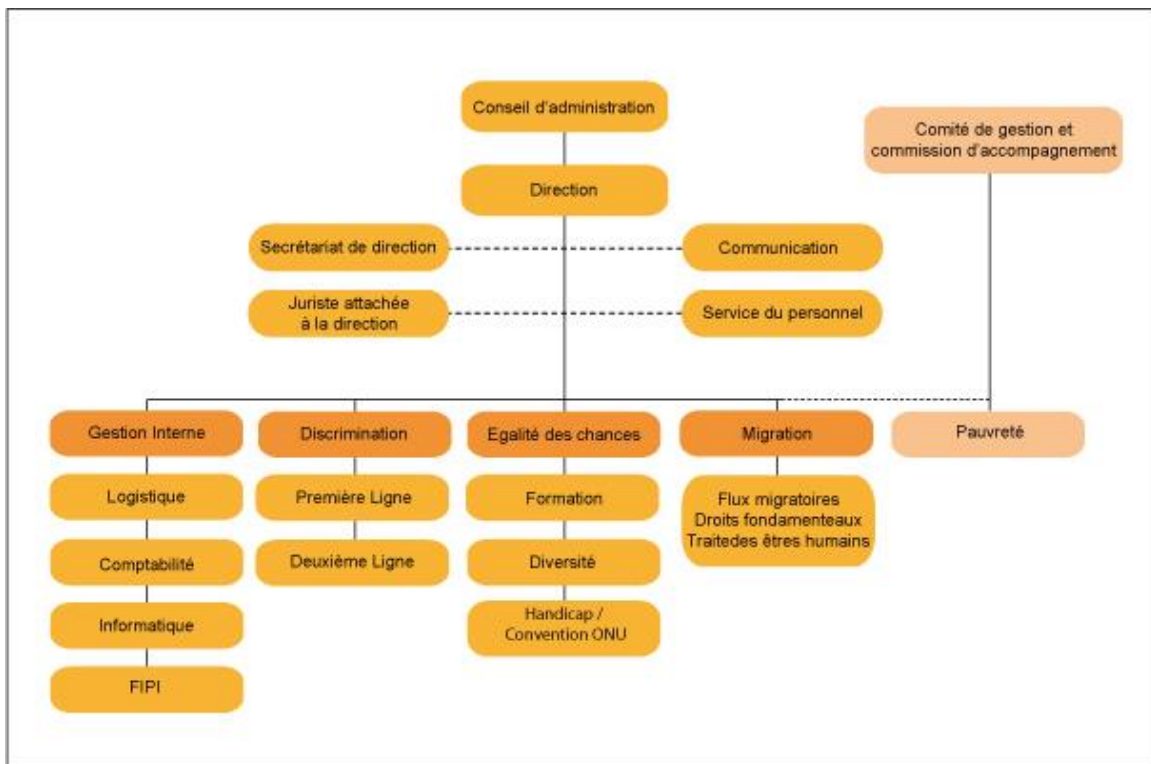 Conseil d'administration
Comité de gestion et
commission d'accompagnement
Direction
Secrétariat de direction
Communication
Juriste attachée
à la direction
Service du personnel
Gestion Interne
Discrimination
Egalité des chances
Migration
Pauvreté
Logistique
Première Ligne
Formation
Flux migratoires
Droits fondamenteaux
Traitedes êtres humains
Comptabilité
Deuxième Ligne
Diversité
Informatique
Handicap /
Convention ONU
FIPI